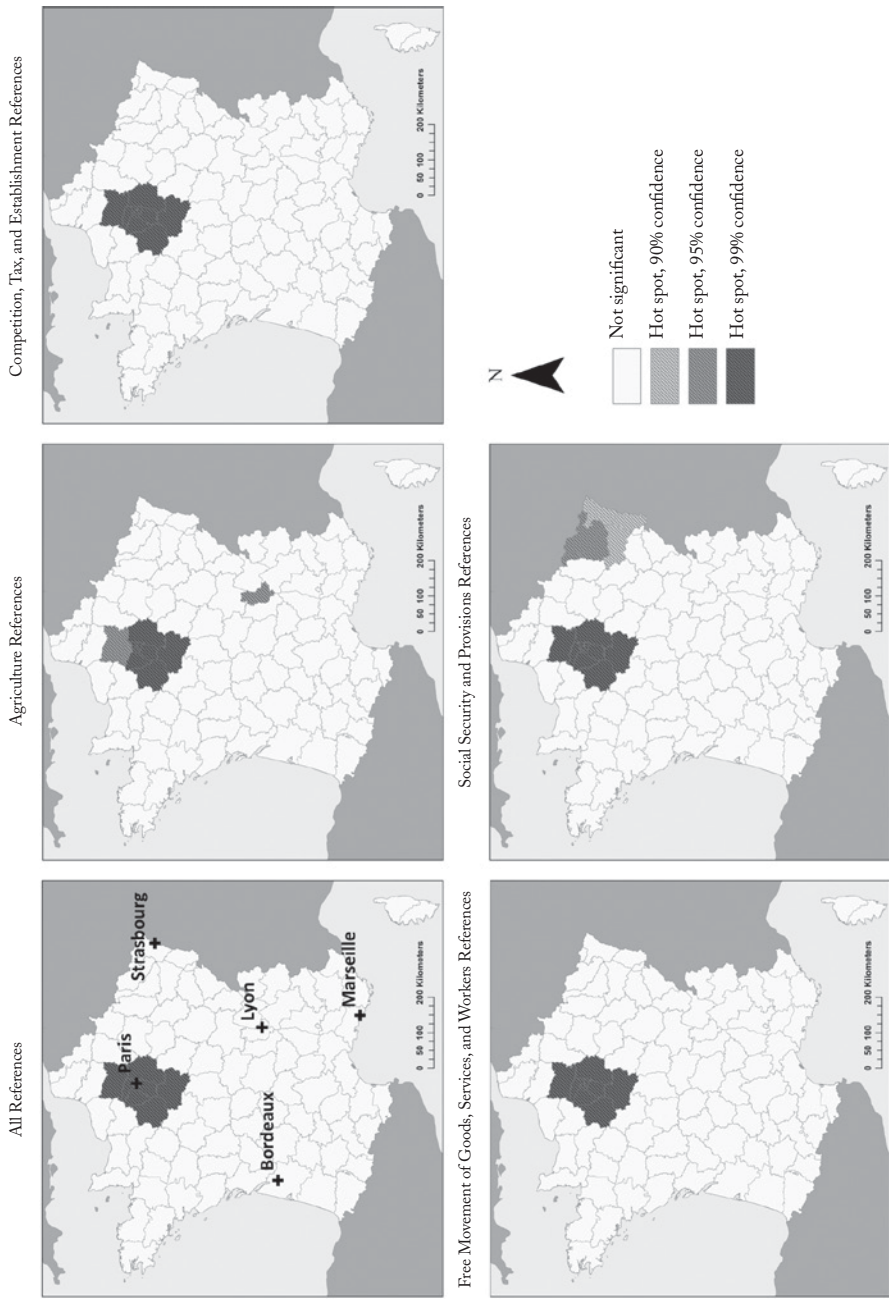 All References
Agriculture References
Competition, Tax, and Establishment References
Paris
Strasbourg
Lyon
Bordeaux
Marseille
0 50 100 200 Kilometers
0 50 100 200 Kilometers
0 50 100 200 Kilometers
Free Movement of Goods, Services, and Workers References
Social Security and Provisions References
0 50 100 200 Kilometers
0 50 100 200 Kilometers
N
Not significant
Hot spot, 90% confidence
Hot spot, 95% confidence
Hot spot, 99% confidence